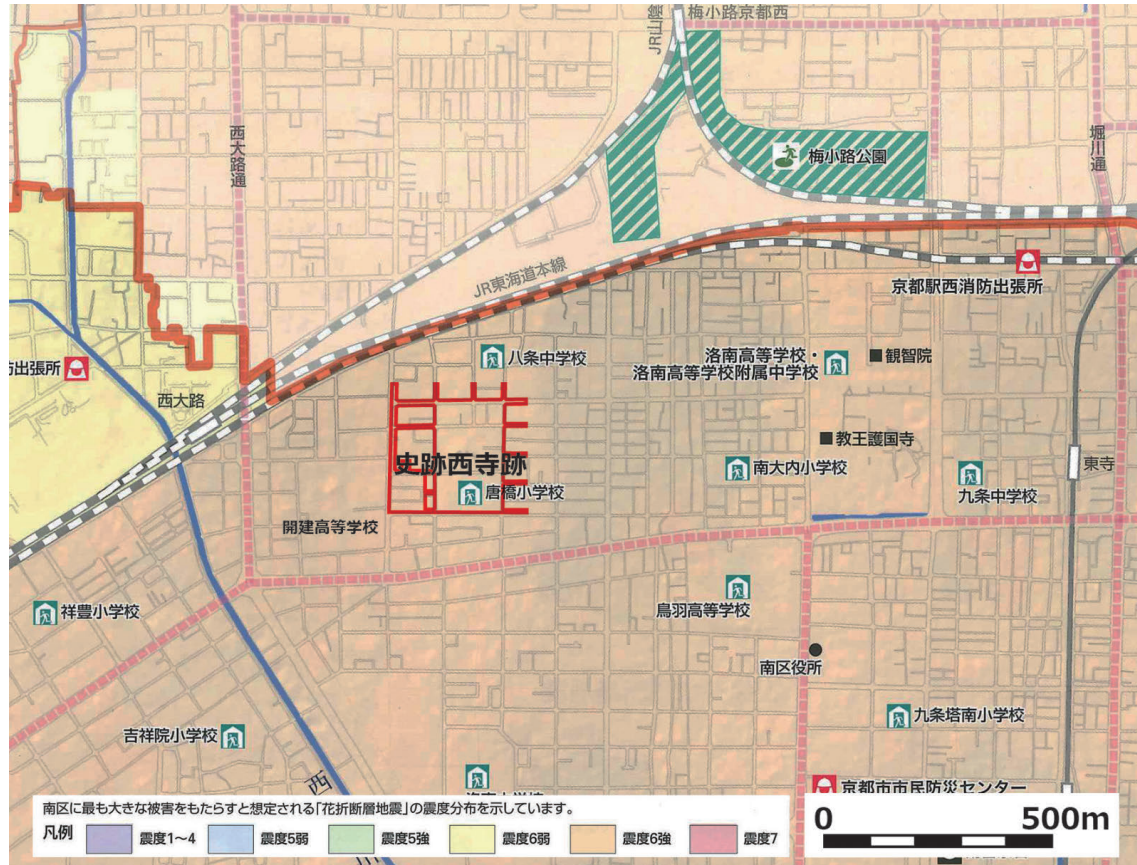 JR山陰
梅小路京都西
西大路通
堀川通
梅小路公園
JR東海道本線
京都駅西消防出張所
八条中学校
洛南高等学校・
洛南高等学校附属中学校
観智院
防出張所
西大路
教王護国寺
史跡西寺跡
南大内小学校
東寺
唐橋小学校
九条中学校
開建高等学校
祥豊小学校
鳥羽高等学校
南区役所
吉祥院小学校
九条塔南小学校
西
京都市市民防災センター
南区に最も大きな被害をもたらすと想定される「花折断層地震」の震度分布を示しています。
凡例 震度1〜4 震度5弱 震度5強 震度6弱 震度6強 震度7
0 500m